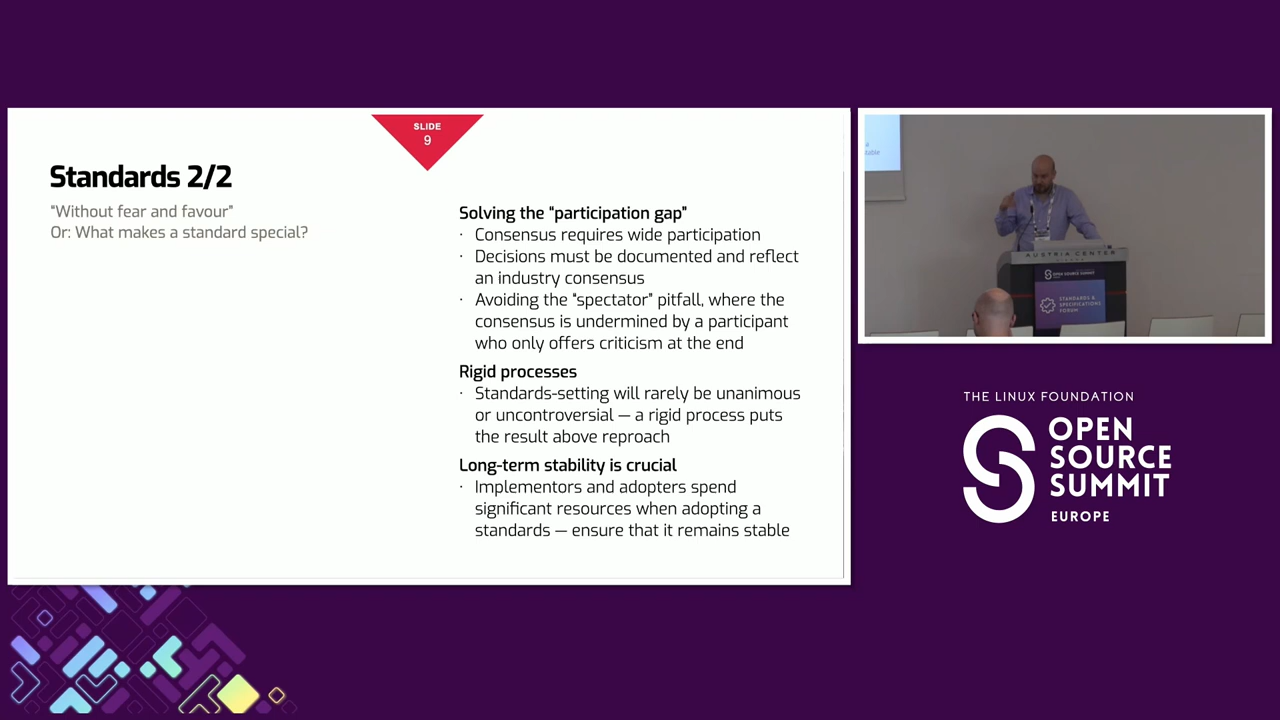 SLIDE
9
Standards 2/2
“Without fear and favour”
Or: What makes a standard special?
Solving the “participation gap”
· Consensus requires wide participation
· Decisions must be documented and reflect
an industry consensus
· Avoiding the “spectator” pitfall, where the
consensus is undermined by a participant
who only offers criticism at the end
Rigid processes
· Standards-setting will rarely be unanimous
or uncontroversial — a rigid process puts
the result above reproach
Long-term stability is crucial
· Implementors and adopters spend
significant resources when adopting a
standards — ensure that it remains stable
AUSTRIA CENTER
OPEN SOURCE SUMMIT
STANDARDS &
SPECIFICATIONS
FORUM
THE LINUX FOUNDATION
OPEN
SOURCE
SUMMIT
EUROPE